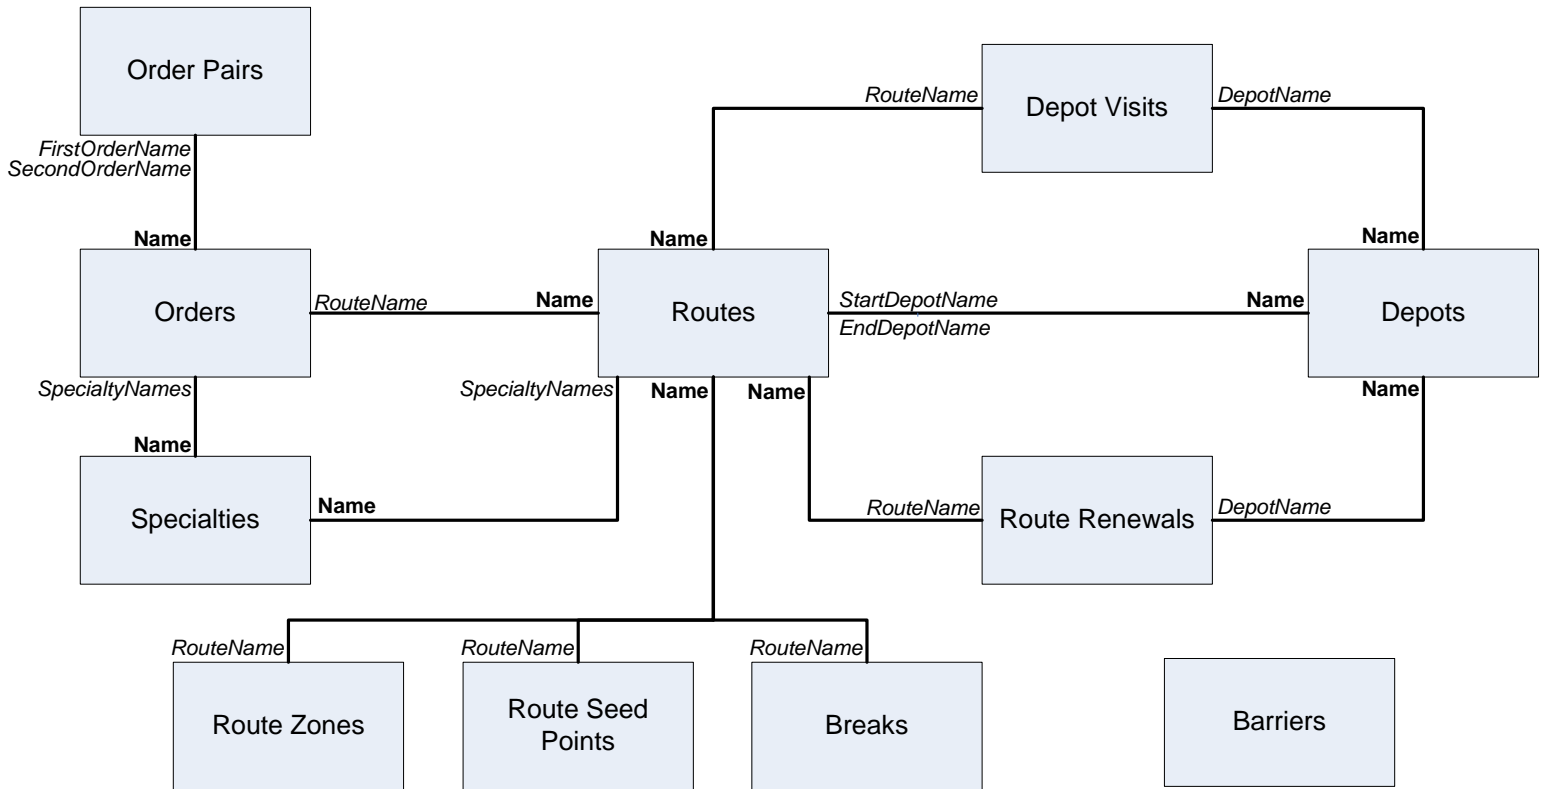 Order Pairs
FirstOrderName
SecondOrderName
Name
Orders
RouteName
Name
SpecialtyNames
Name
Specialties
Name
SpecialtyNames
RouteName
Depot Visits
DepotName
Name
Name
Routes
StartDepotName
EndDepotName
Name
Depots
Name
Name
Name
RouteName
Route Renewals
DepotName
RouteName
RouteName
RouteName
Route Zones
Route Seed
Points
Breaks
Barriers